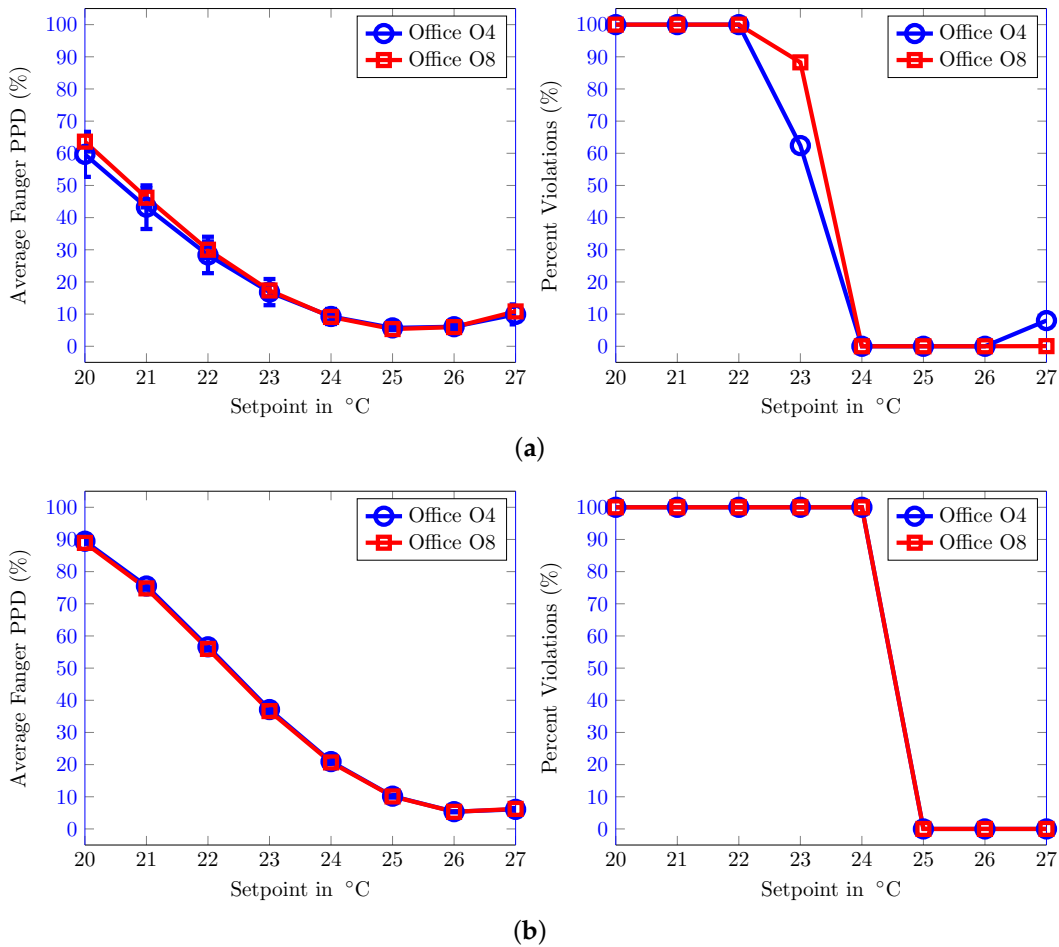 Average Fanger PPD (%)
100
90
80
70
60
50
40
30
20
10
0
Office O4
Office O8
20 21 22 23 24 25 26 27
Setpoint in °C
Percent Violations (%)
100
90
80
70
60
50
40
30
20
10
0
Office O4
Office O8
20 21 22 23 24 25 26 27
Setpoint in °C
(a)
Average Fanger PPD (%)
100
90
80
70
60
50
40
30
20
10
0
Office O4
Office O8
20 21 22 23 24 25 26 27
Setpoint in °C
Percent Violations (%)
100
90
80
70
60
50
40
30
20
10
0
Office O4
Office O8
20 21 22 23 24 25 26 27
Setpoint in °C
(b)